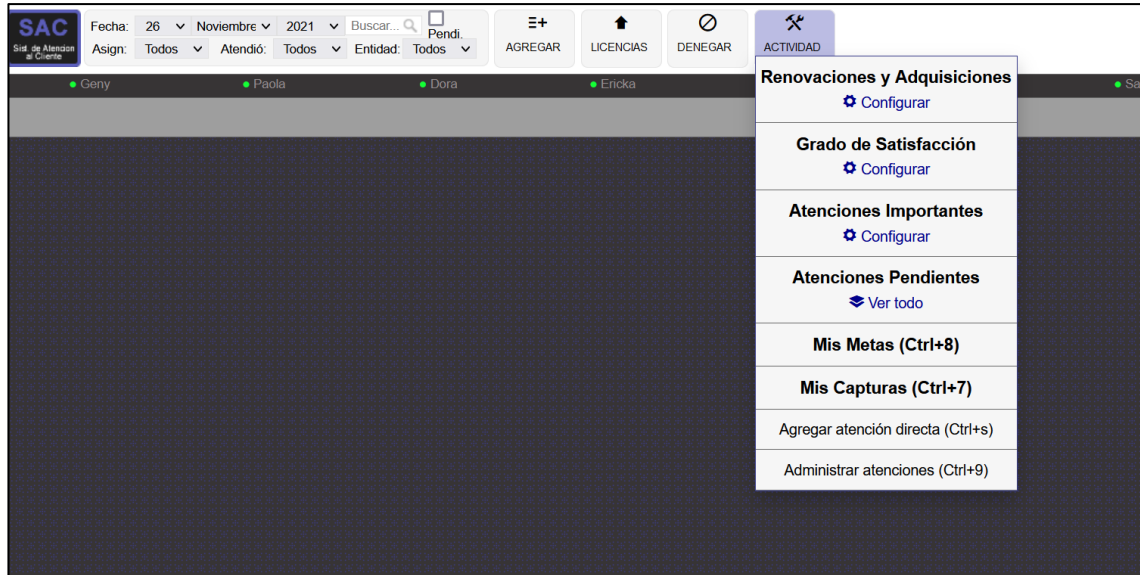 SAC
Sist. de Atencion
al Cliente
Fecha: 26 Noviembre 2021 Buscar... Pendi.
Asign: Todos Atendió: Todos Entidad: Todos
AGREGAR
LICENCIAS
DENEGAR
ACTIVIDAD
Geny Paola Dora Ericka Sa
Renovaciones y Adquisiciones
Configurar
Grado de Satisfacción
Configurar
Atenciones Importantes
Configurar
Atenciones Pendientes
Ver todo
Mis Metas (Ctrl+8)
Mis Capturas (Ctrl+7)
Agregar atención directa (Ctrl+s)
Administrar atenciones (Ctrl+9)